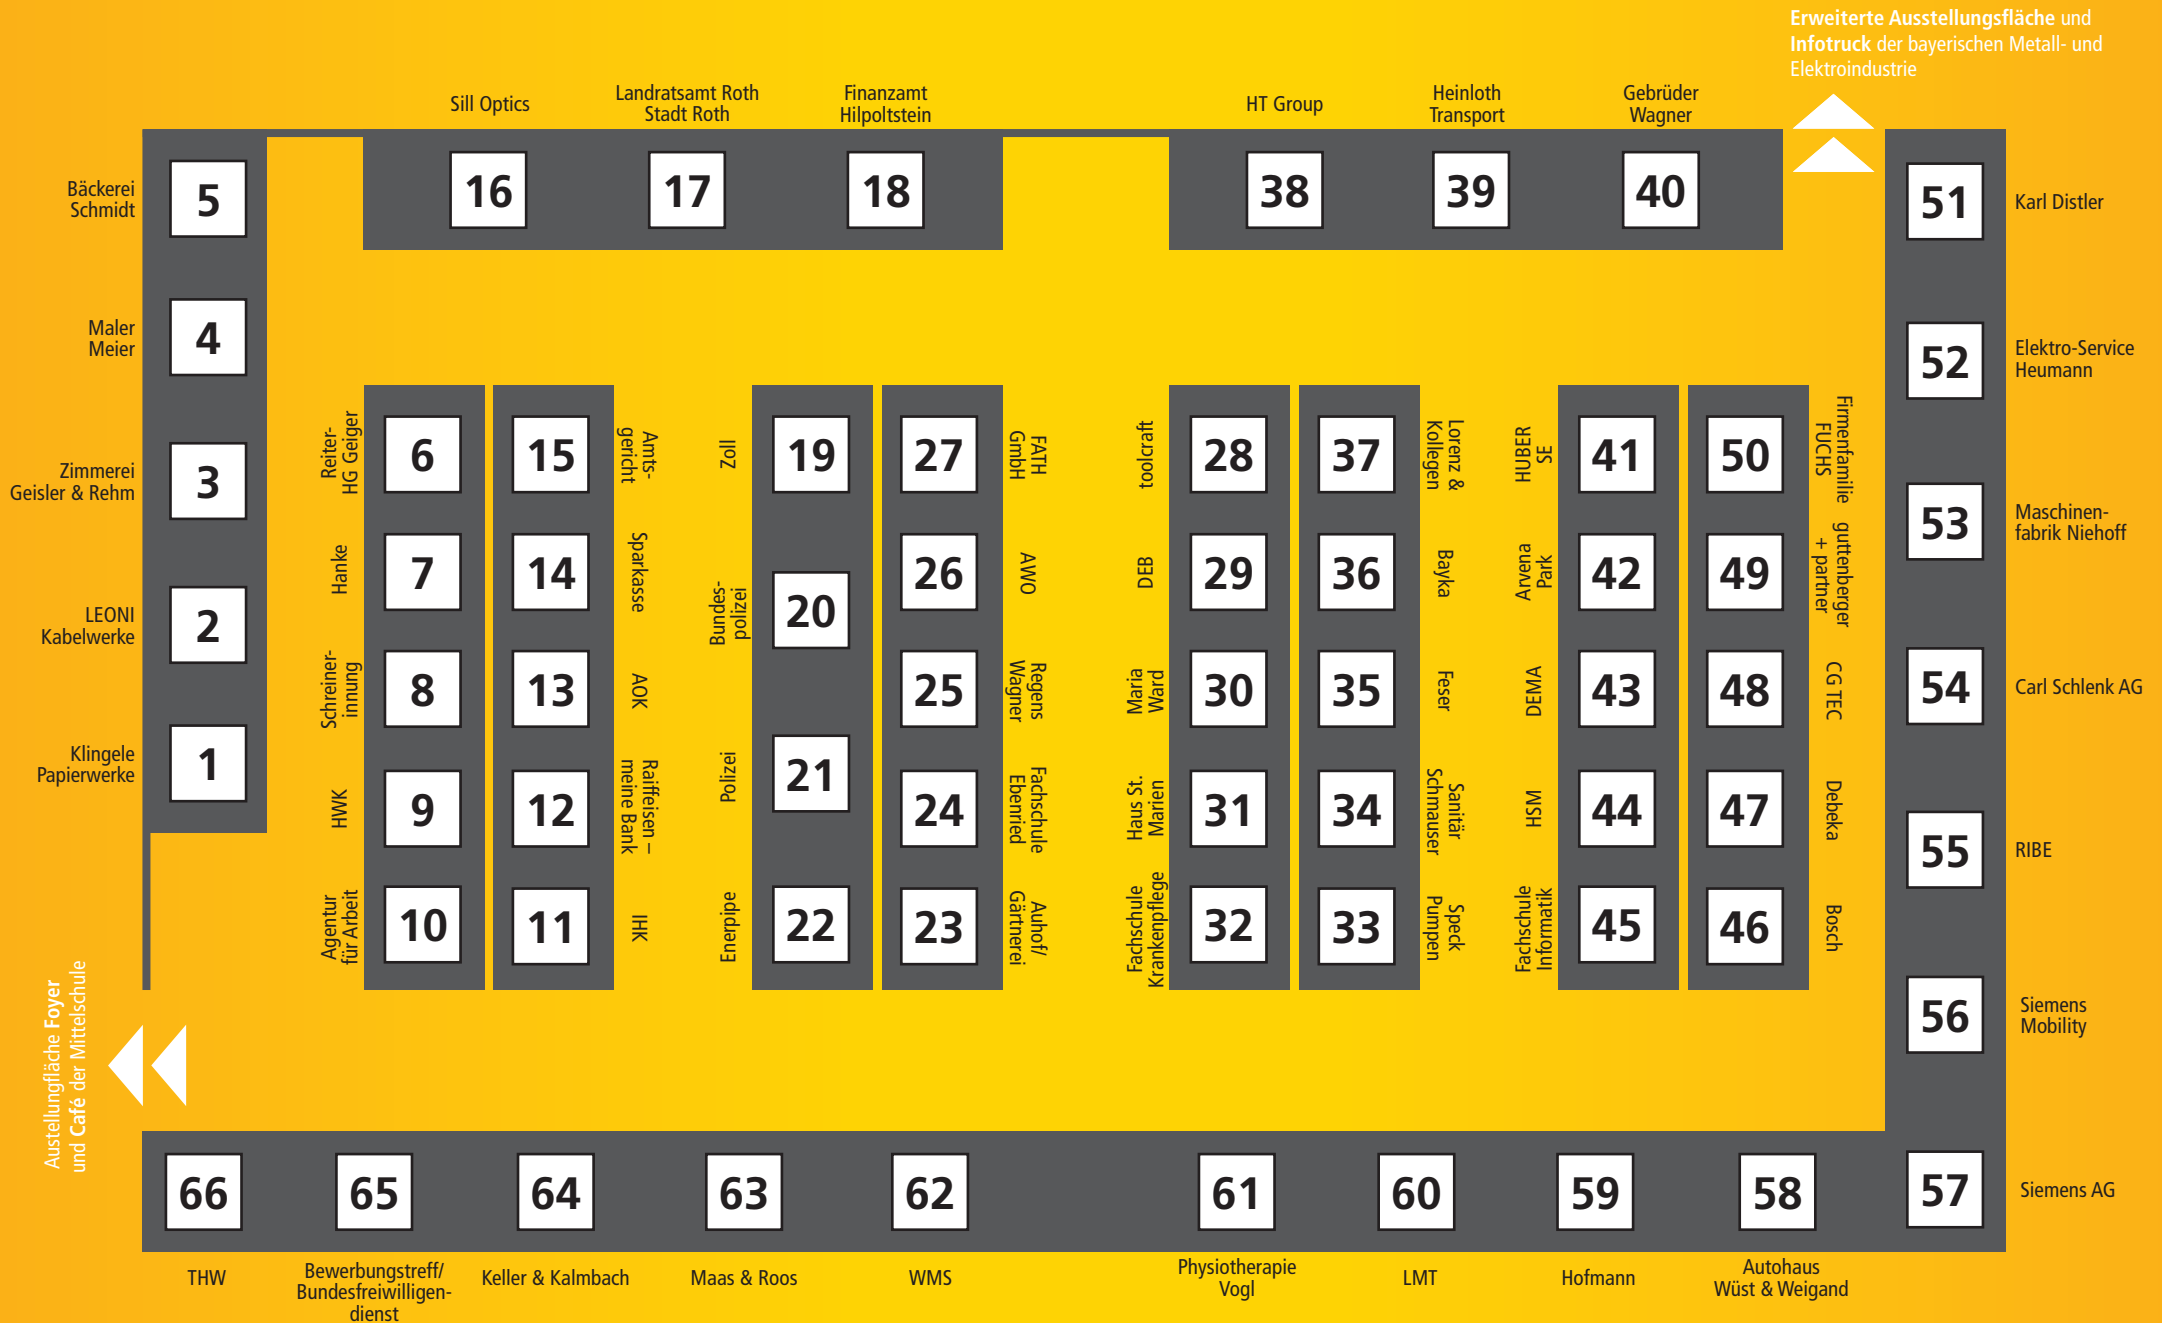 Erweiterte Ausstellungsfläche und
Infotruck der bayerischen Metall- und
Elektroindustrie
Sill Optics
Landratsamt Roth
Stadt Roth
Finanzamt
Hilpoltstein
HT Group
Heinloth
Transport
Gebrüder
Wagner
16
17
18
38
39
40
Bäckerei
Schmidt
5
Maler
Meier
4
Zimmerei
Geisler & Rehm
3
LEONI
Kabelwerke
2
Klingele
Papierwerke
1
Reiter-
HG Geiger
6
Hanke
7
Schreiner-
innung
8
HWK
9
Agentur
für Arbeit
10
15
Amts-
gericht
14
Sparkasse
13
AOK
12
Raiffeisen –
meine Bank
11
IHK
Zoll
19
Bundes-
polizei
20
Polizei
21
Enerpipe
22
27
FATH
GmbH
26
AWO
25
Regens
Wagner
24
Fachschule
Ebenried
23
Auhof/
Gärtnerei
toolcraft
28
DEB
29
Maria
Ward
30
Haus St.
Marien
31
Fachschule
Krankenpflege
32
37
Lorenz &
Kollegen
36
Bayka
35
Feser
34
Sanitär
Schmauser
33
Speck
Pumpen
HUBER
SE
41
Arvena
Park
42
DEMA
43
HSM
44
Fachschule
Informatik
45
50
Firmenfamilie
FUCHS
49
guttenberger
+ partner
48
CG TEC
47
Debeka
46
Bosch
51
Karl Distler
52
Elektro-Service
Heumann
53
Maschinen-
fabrik Niehoff
54
Carl Schlenk AG
55
RIBE
56
Siemens
Mobility
57
Siemens AG
Austellungfläche Foyer
und Café der Mittelschule
66
65
64
63
62
61
60
59
58
THW
Bewerbungstreff/
Bundesfreiwilligen-
dienst
Keller & Kalmbach
Maas & Roos
WMS
Physiotherapie
Vogl
LMT
Hofmann
Autohaus
Wüst & Weigand